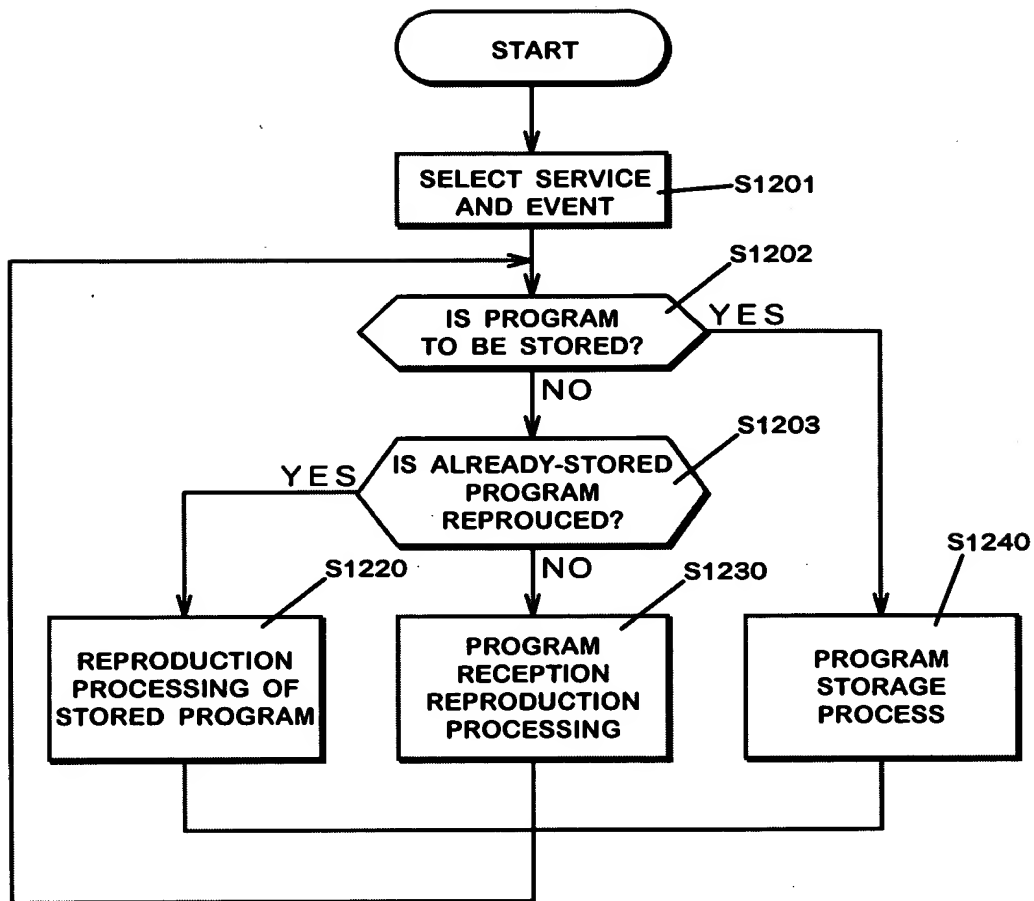 START
SELECT SERVICE
AND EVENT
S1201
S1202
IS PROGRAM
TO BE STORED?
YES
NO
S1203
YES
IS ALREADY-STORED
PROGRAM
REPROUCED?
NO
S1220
S1230
S1240
REPRODUCTION
PROCESSING OF
STORED PROGRAM
PROGRAM
RECEPTION
REPRODUCTION
PROCESSING
PROGRAM
STORAGE
PROCESS